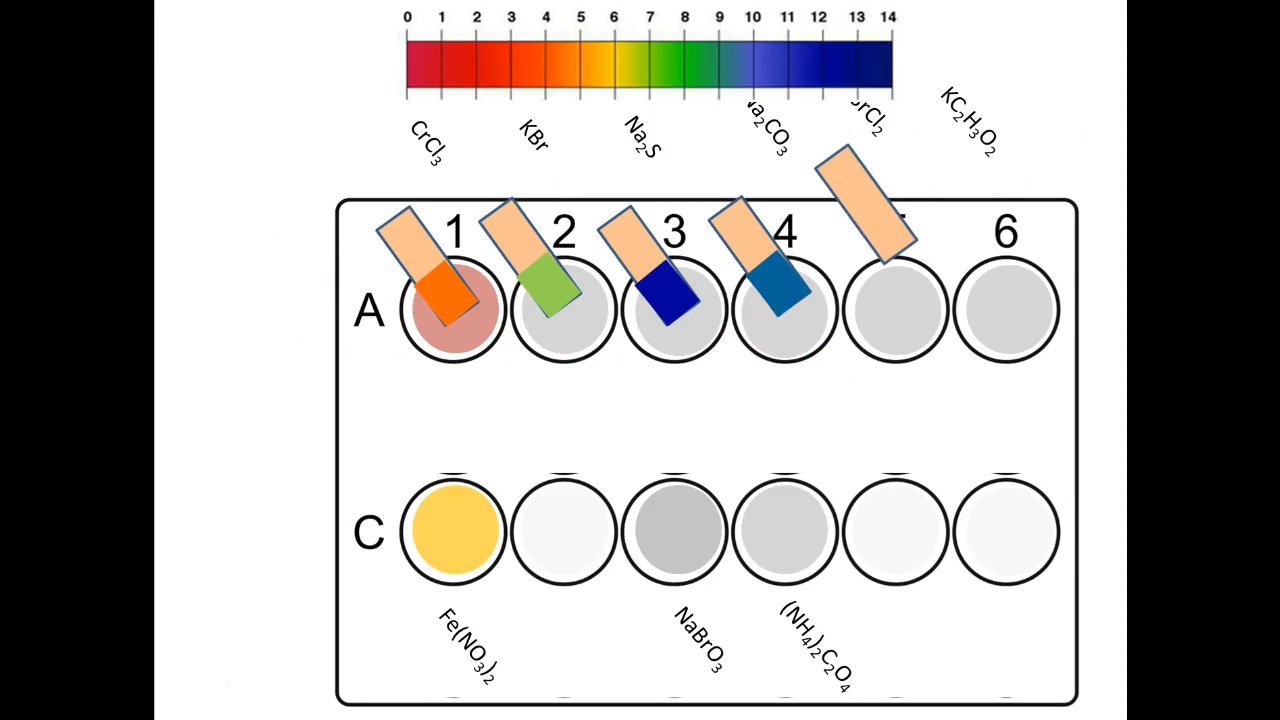 0 1 2 3 4 5 6 7 8 9 10 11 12 13 14
CrCl₃ KBr Na₂S KC₂H₃O₂
1 2 3 4 6
A
C
Fe(NO₃)₂ NaBrO₃ (NH₄)₂C₂O₄